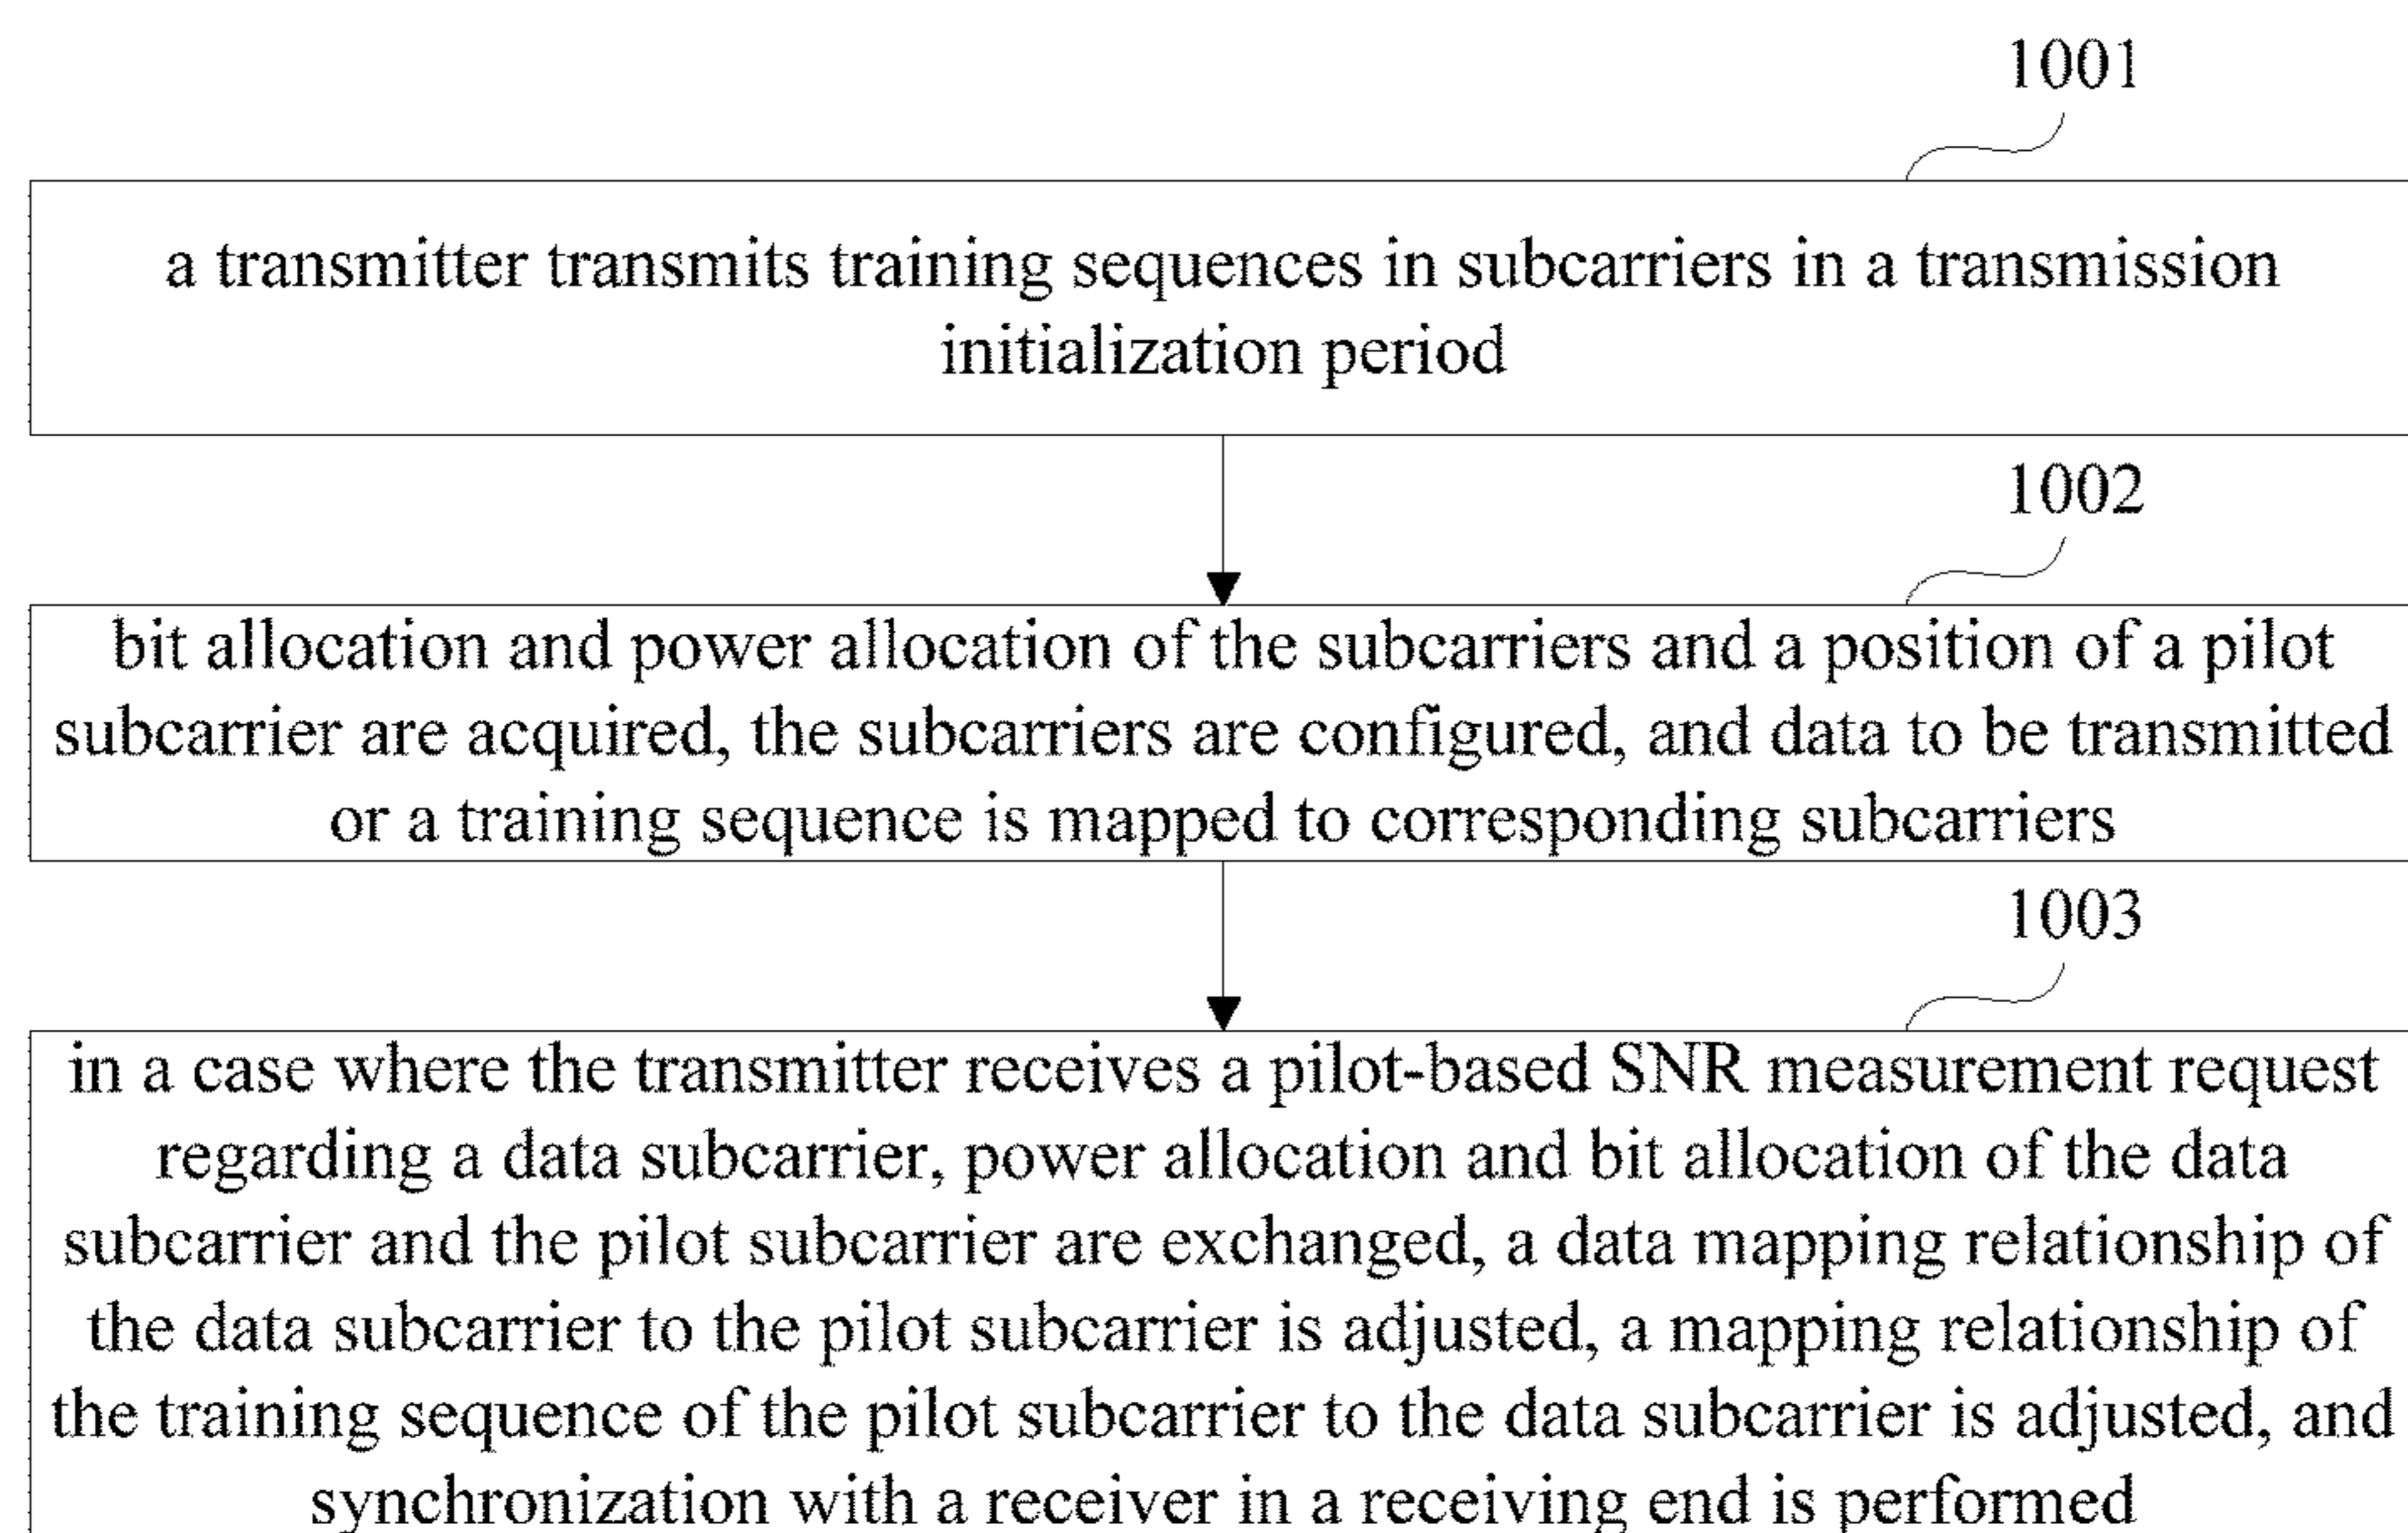 1001
a transmitter transmits training sequences in subcarriers in a transmission
initialization period
1002
bit allocation and power allocation of the subcarriers and a position of a pilot
subcarrier are acquired, the subcarriers are configured, and data to be transmitted
or a training sequence is mapped to corresponding subcarriers
1003
in a case where the transmitter receives a pilot-based SNR measurement request
regarding a data subcarrier, power allocation and bit allocation of the data
subcarrier and the pilot subcarrier are exchanged, a data mapping relationship of
the data subcarrier to the pilot subcarrier is adjusted, a mapping relationship of
the training sequence of the pilot subcarrier to the data subcarrier is adjusted, and
synchronization with a receiver in a receiving end is performed